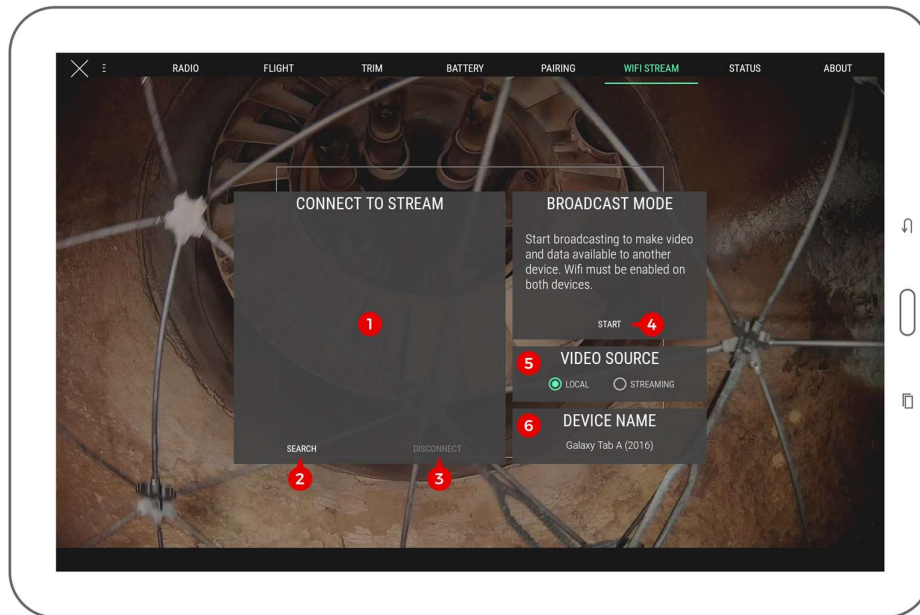 RADIO FLIGHT TRIM BATTERY PAIRING WIFI STREAM STATUS ABOUT
CONNECT TO STREAM
1
SEARCH
2
DISCONNECT
3
BROADCAST MODE
Start broadcasting to make video
and data available to another
device. Wifi must be enabled on
both devices.
START 4
5 VIDEO SOURCE
LOCAL STREAMING
6 DEVICE NAME
Galaxy Tab A (2016)